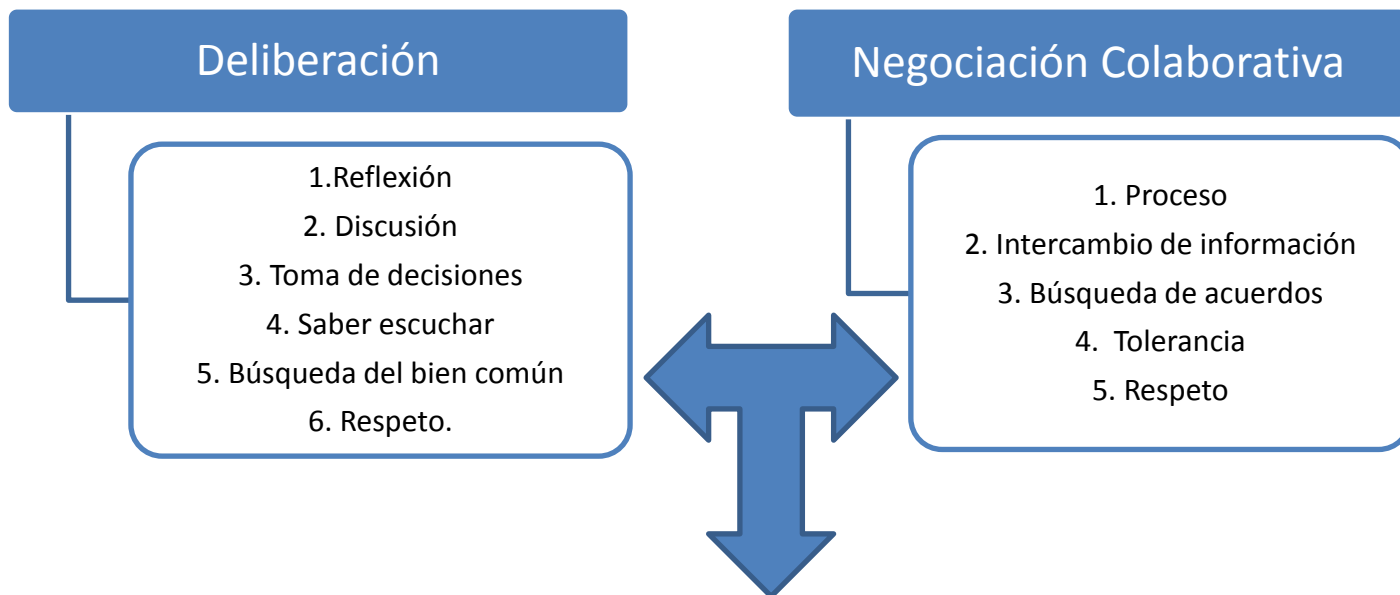 Deliberación
1.Reflexión
2. Discusión
3. Toma de decisiones
4. Saber escuchar
5. Búsqueda del bien común
6. Respeto.
Negociación Colaborativa
1. Proceso
2. Intercambio de información
3. Búsqueda de acuerdos
4. Tolerancia
5. Respeto